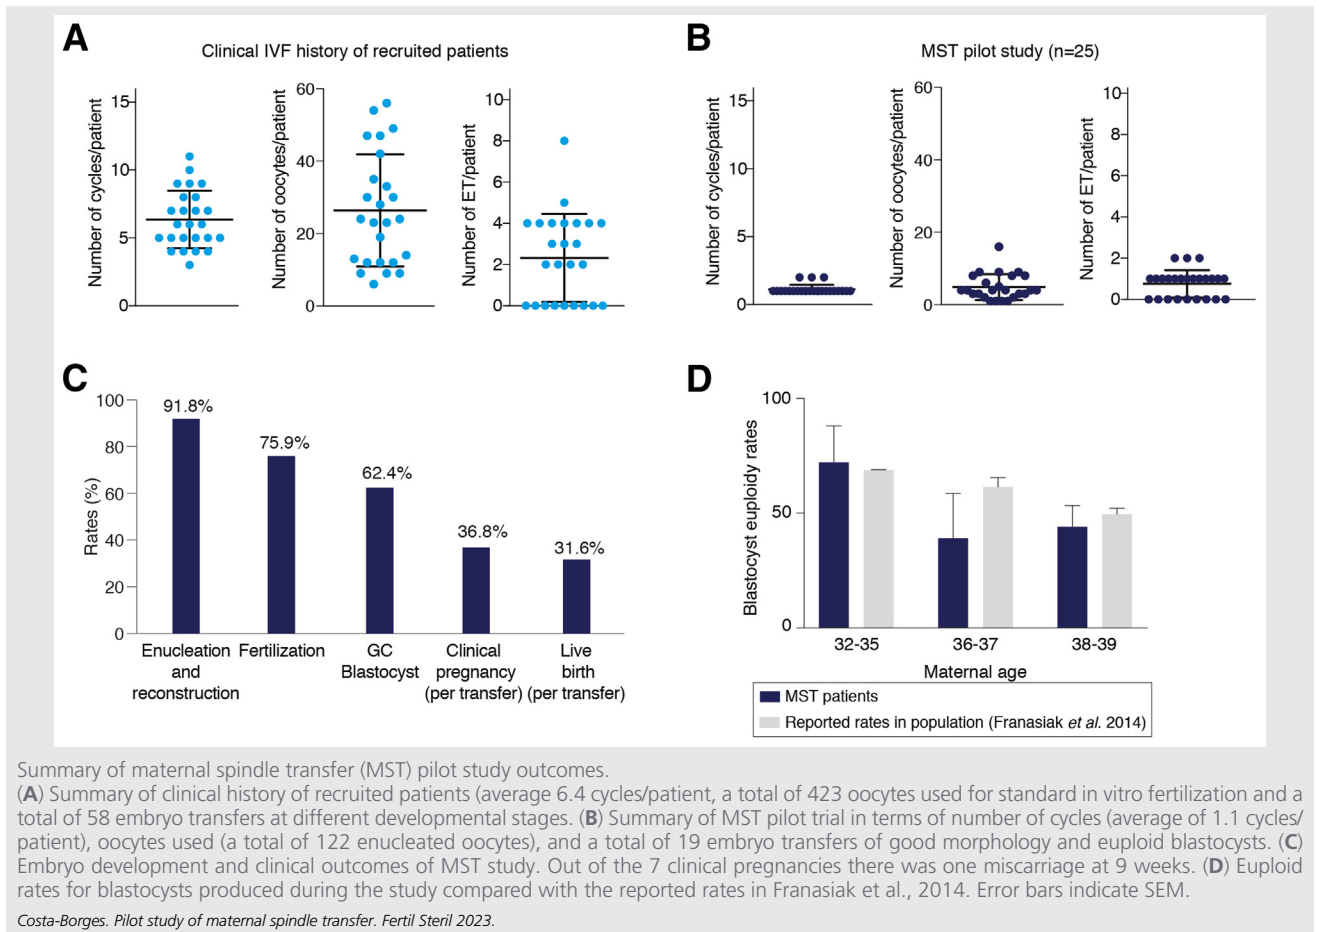 A
Clinical IVF history of recruited patients
Number of cycles/patient
15
10
5
0
Number of oocytes/patient
60
40
20
0
Number of ET/patient
10
8
6
4
2
0
B
MST pilot study (n=25)
Number of cycles/patient
15
10
5
0
Number of oocytes/patient
60
40
20
0
Number of ET/patient
10
8
6
4
2
0
C
Rates (%)
100
80
60
40
20
0
91.8%
75.9%
62.4%
36.8%
31.6%
Enucleation and reconstruction
Fertilization
GC Blastocyst
Clinical pregnancy (per transfer)
Live birth (per transfer)
D
Blastocyst euploidy rates
100
50
0
32-35
36-37
38-39
Maternal age
MST patients
Reported rates in population (Franasiak et al. 2014)
Summary of maternal spindle transfer (MST) pilot study outcomes.
(A) Summary of clinical history of recruited patients (average 6.4 cycles/patient, a total of 423 oocytes used for standard in vitro fertilization and a
total of 58 embryo transfers at different developmental stages. (B) Summary of MST pilot trial in terms of number of cycles (average of 1.1 cycles/
patient), oocytes used (a total of 122 enucleated oocytes), and a total of 19 embryo transfers of good morphology and euploid blastocysts. (C)
Embryo development and clinical outcomes of MST study. Out of the 7 clinical pregnancies there was one miscarriage at 9 weeks. (D) Euploid
rates for blastocysts produced during the study compared with the reported rates in Franasiak et al., 2014. Error bars indicate SEM.
Costa-Borges. Pilot study of maternal spindle transfer. Fertil Steril 2023.